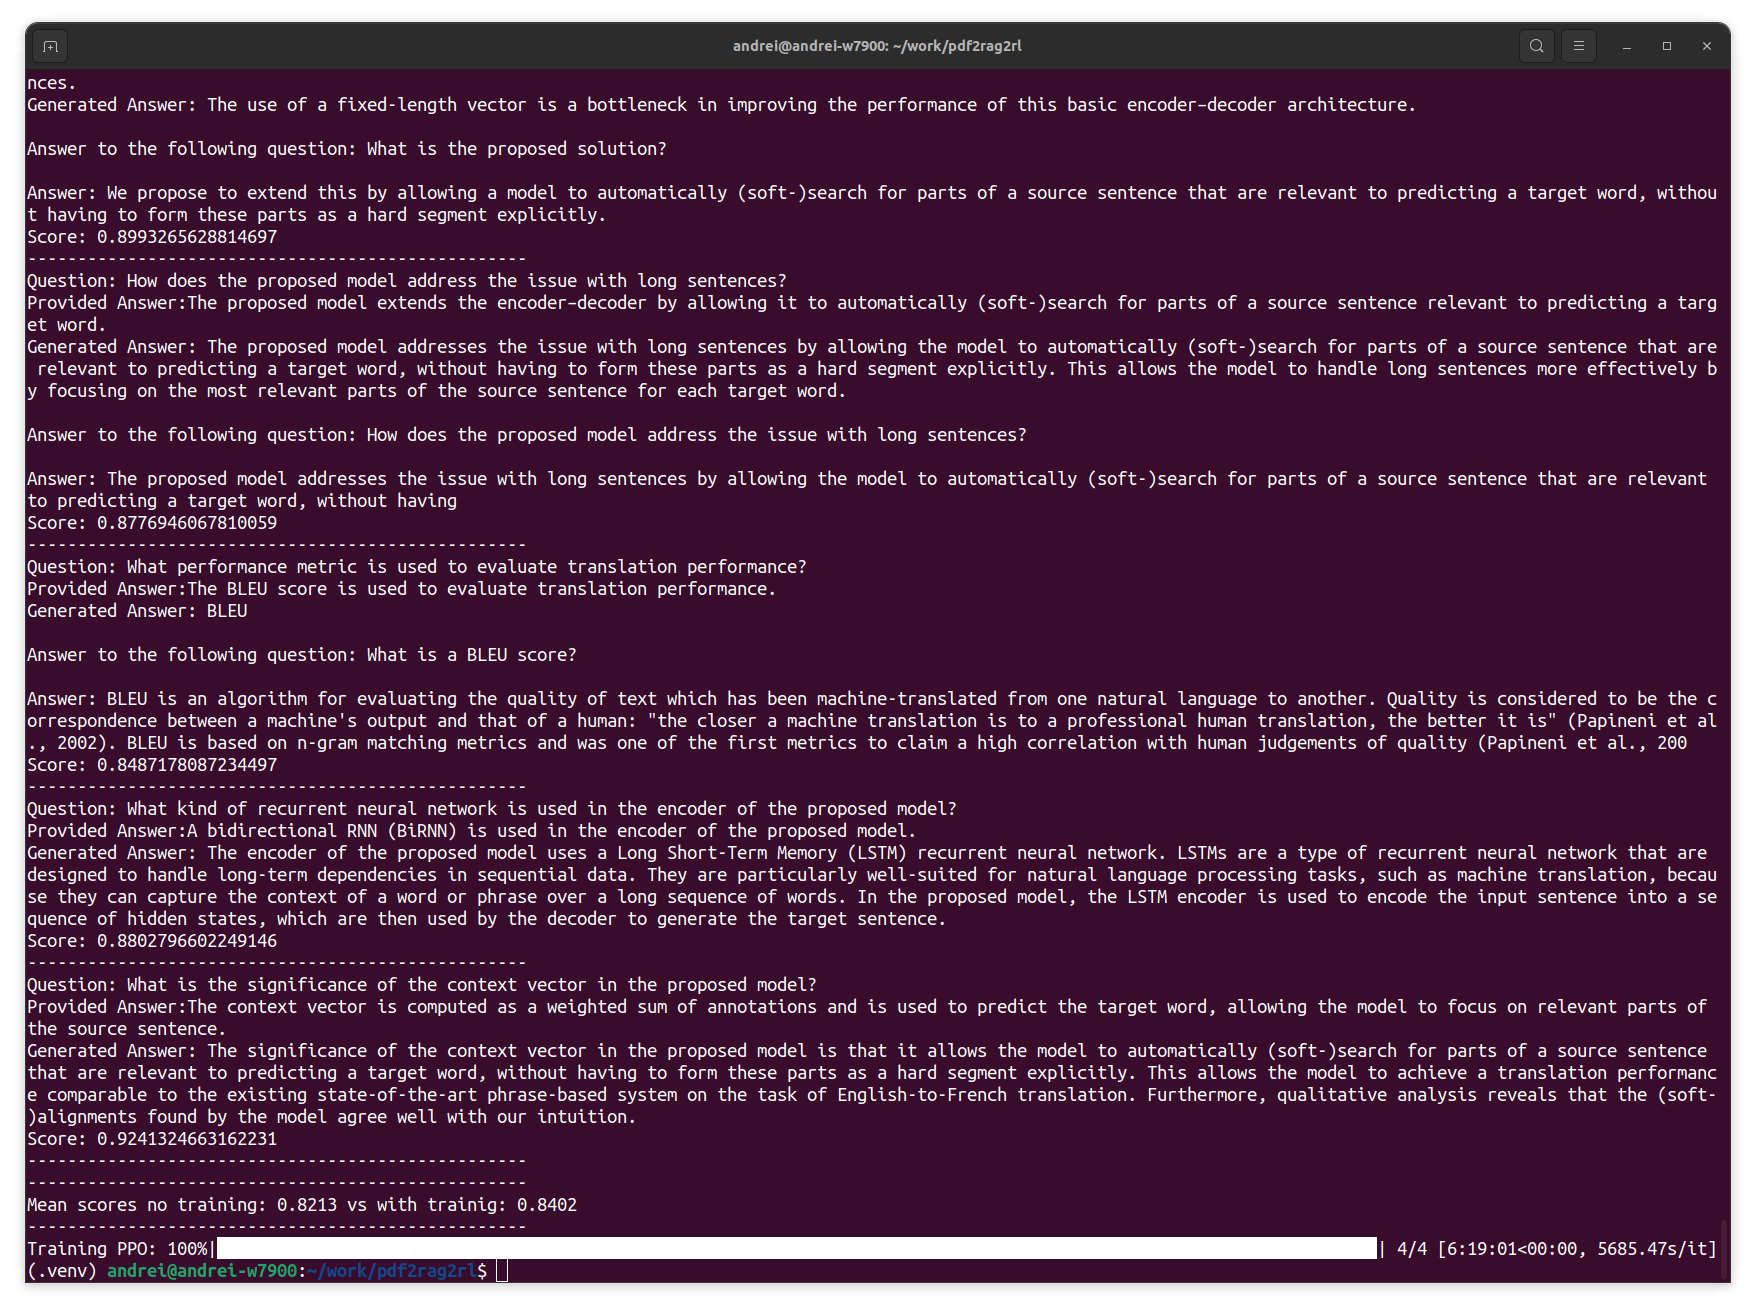 andrei@andrei-w7900: ~/work/pdf2rag2rl
nces.
Generated Answer: The use of a fixed-length vector is a bottleneck in improving the performance of this basic encoder–decoder architecture.
Answer to the following question: What is the proposed solution?
Answer: We propose to extend this by allowing a model to automatically (soft-)search for parts of a source sentence that are relevant to predicting a target word, withou
t having to form these parts as a hard segment explicitly.
Score: 0.8993265628814697
--------------------------------------------------
Question: How does the proposed model address the issue with long sentences?
Provided Answer:The proposed model extends the encoder–decoder by allowing it to automatically (soft-)search for parts of a source sentence relevant to predicting a targ
et word.
Generated Answer: The proposed model addresses the issue with long sentences by allowing the model to automatically (soft-)search for parts of a source sentence that are
 relevant to predicting a target word, without having to form these parts as a hard segment explicitly. This allows the model to handle long sentences more effectively b
y focusing on the most relevant parts of the source sentence for each target word.
Answer to the following question: How does the proposed model address the issue with long sentences?
Answer: The proposed model addresses the issue with long sentences by allowing the model to automatically (soft-)search for parts of a source sentence that are relevant
to predicting a target word, without having
Score: 0.8776946067810059
--------------------------------------------------
Question: What performance metric is used to evaluate translation performance?
Provided Answer:The BLEU score is used to evaluate translation performance.
Generated Answer: BLEU
Answer to the following question: What is a BLEU score?
Answer: BLEU is an algorithm for evaluating the quality of text which has been machine-translated from one natural language to another. Quality is considered to be the c
orrespondence between a machine's output and that of a human: "the closer a machine translation is to a professional human translation, the better it is" (Papineni et al
., 2002). BLEU is based on n-gram matching metrics and was one of the first metrics to claim a high correlation with human judgements of quality (Papineni et al., 200
Score: 0.8487178087234497
--------------------------------------------------
Question: What kind of recurrent neural network is used in the encoder of the proposed model?
Provided Answer:A bidirectional RNN (BiRNN) is used in the encoder of the proposed model.
Generated Answer: The encoder of the proposed model uses a Long Short-Term Memory (LSTM) recurrent neural network. LSTMs are a type of recurrent neural network that are
designed to handle long-term dependencies in sequential data. They are particularly well-suited for natural language processing tasks, such as machine translation, becau
se they can capture the context of a word or phrase over a long sequence of words. In the proposed model, the LSTM encoder is used to encode the input sentence into a se
quence of hidden states, which are then used by the decoder to generate the target sentence.
Score: 0.8802796602249146
--------------------------------------------------
Question: What is the significance of the context vector in the proposed model?
Provided Answer:The context vector is computed as a weighted sum of annotations and is used to predict the target word, allowing the model to focus on relevant parts of
the source sentence.
Generated Answer: The significance of the context vector in the proposed model is that it allows the model to automatically (soft-)search for parts of a source sentence
that are relevant to predicting a target word, without having to form these parts as a hard segment explicitly. This allows the model to achieve a translation performanc
e comparable to the existing state-of-the-art phrase-based system on the task of English-to-French translation. Furthermore, qualitative analysis reveals that the (soft-
)alignments found by the model agree well with our intuition.
Score: 0.9241324663162231
--------------------------------------------------
--------------------------------------------------
Mean scores no training: 0.8213 vs with trainig: 0.8402
--------------------------------------------------
Training PPO: 100%| | 4/4 [6:19:01<00:00, 5685.47s/it]
(.venv) andrei@andrei-w7900:~/work/pdf2rag2rl$